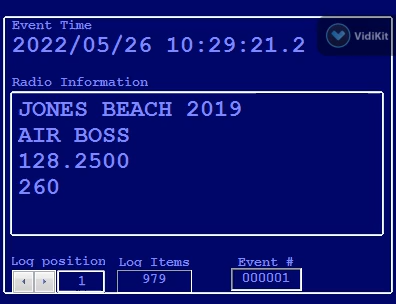 Event Time
2022/05/26 10:29:21.2
VidiKit
Radio Information
JONES BEACH 2019
AIR BOSS
128.2500
260
Log position
Log Items
Event #
1
979
000001